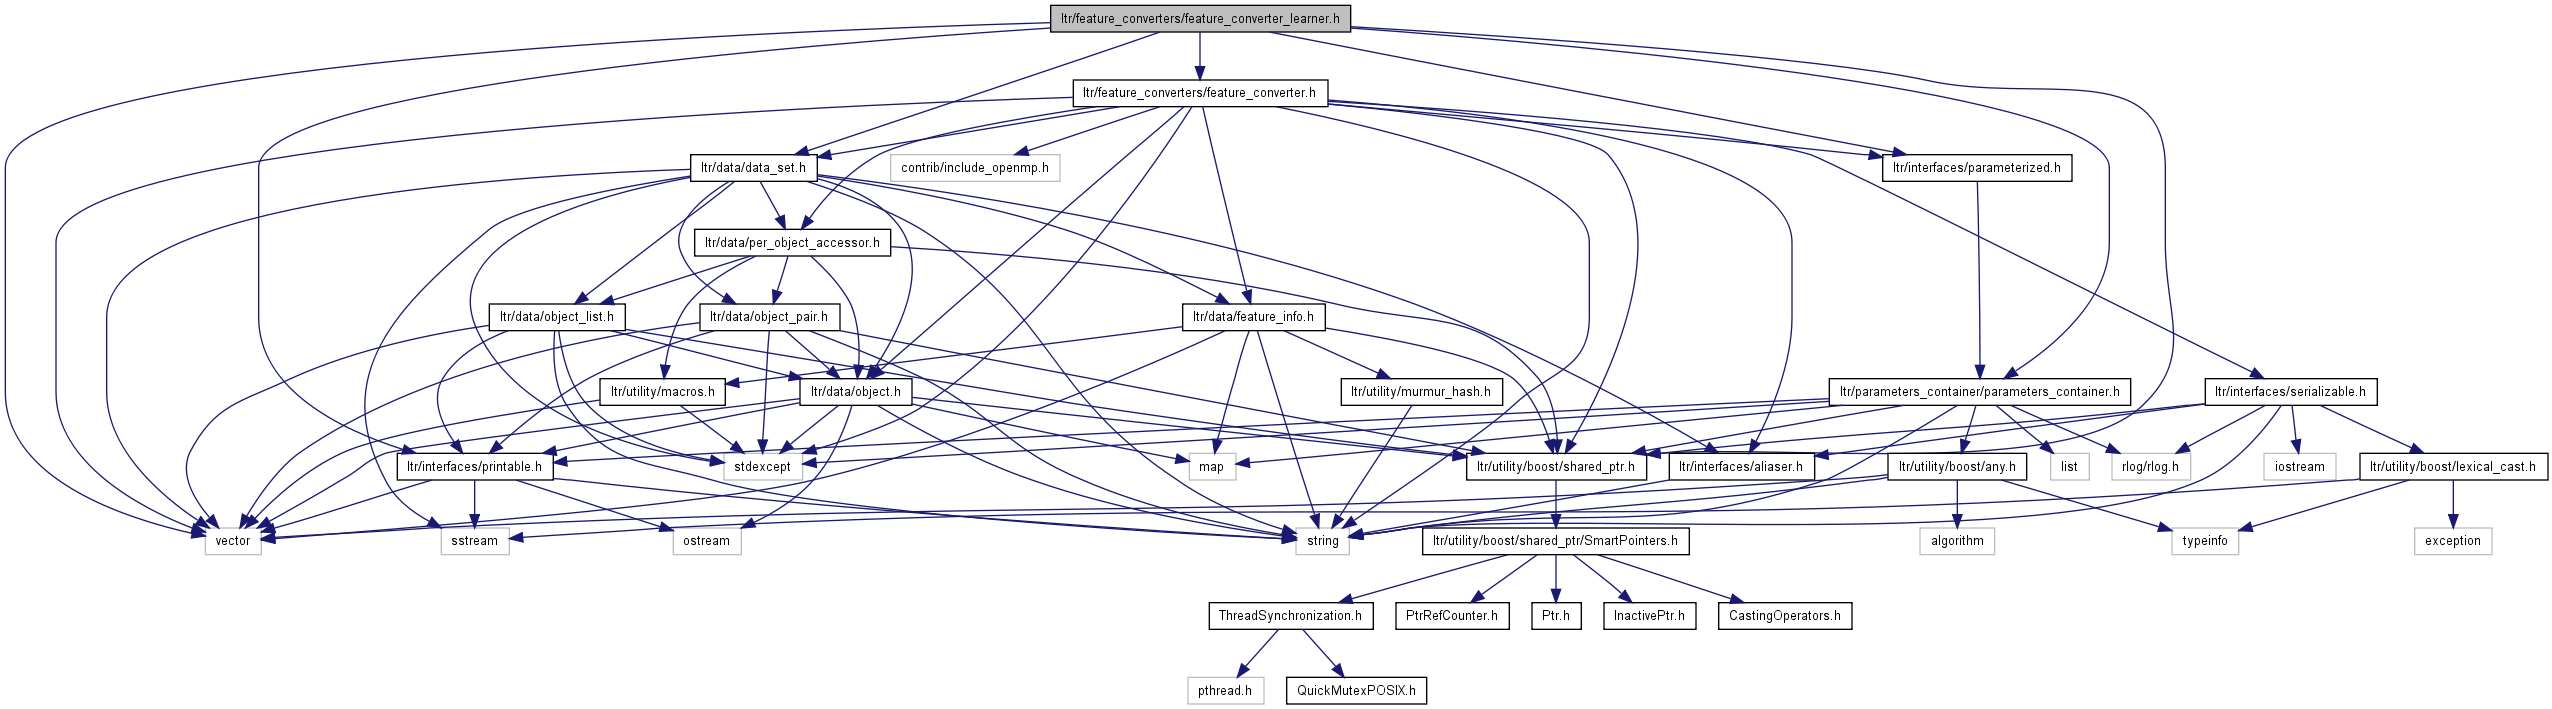 ltr/feature_converters/feature_converter_learner.h
ltr/feature_converters/feature_converter.h
ltr/data/data_set.h
contrib/include_openmp.h
ltr/interfaces/parameterized.h
ltr/data/per_object_accessor.h
ltr/data/object_list.h
ltr/data/object_pair.h
ltr/data/feature_info.h
ltr/utility/macros.h
ltr/data/object.h
ltr/utility/murmur_hash.h
ltr/parameters_container/parameters_container.h
ltr/interfaces/serializable.h
ltr/interfaces/printable.h
stdexcept
map
ltr/utility/boost/shared_ptr.h
ltr/interfaces/aliaser.h
ltr/utility/boost/any.h
list
rlog/rlog.h
iostream
ltr/utility/boost/lexical_cast.h
vector
sstream
ostream
string
ltr/utility/boost/shared_ptr/SmartPointers.h
algorithm
typeinfo
exception
ThreadSynchronization.h
PtrRefCounter.h
Ptr.h
InactivePtr.h
CastingOperators.h
pthread.h
QuickMutexPOSIX.h